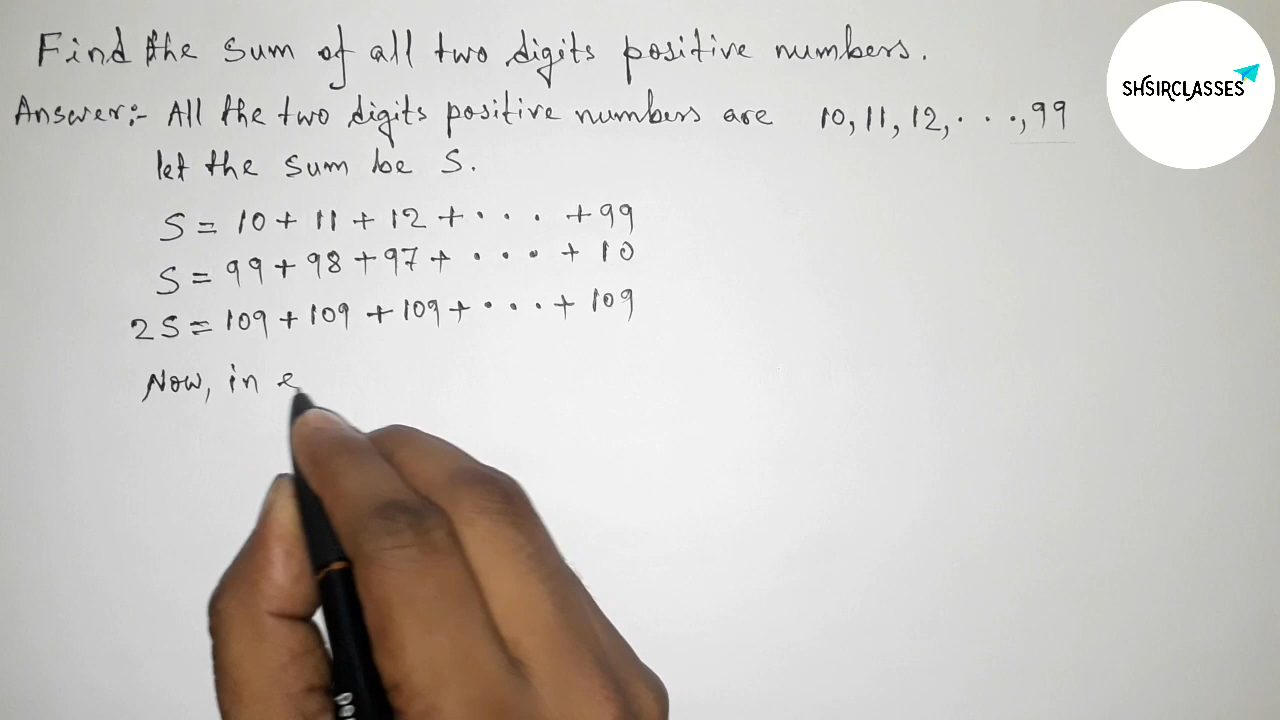 Find the Sum of all two digits positive numbers.
SHSIRCLASSES
Answer:- All the two digits positive numbers are 10, 11, 12, . . ., 99
let the sum be S.
S = 10 + 11 + 12 + . . . + 99
S = 99 + 98 + 97 + . . . + 10
2S = 109 + 109 + 109 + . . . + 109
Now, in e